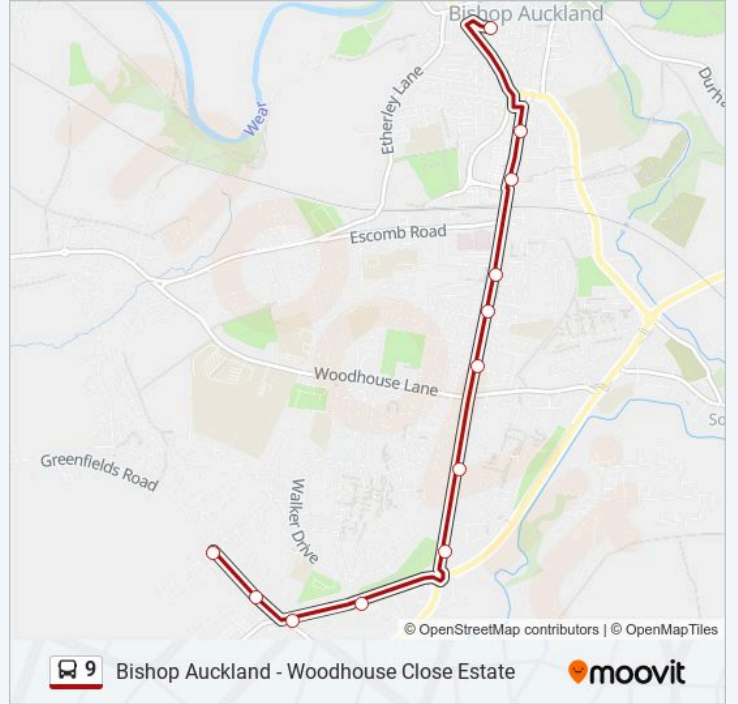 Bishop Auckland
Durha
Etherley Lane
Wear
Escomb Road
Woodhouse Lane
So
Greenfields Road
Walker Drive
© OpenStreetMap contributors | © OpenMapTiles
9 Bishop Auckland - Woodhouse Close Estate
moovit